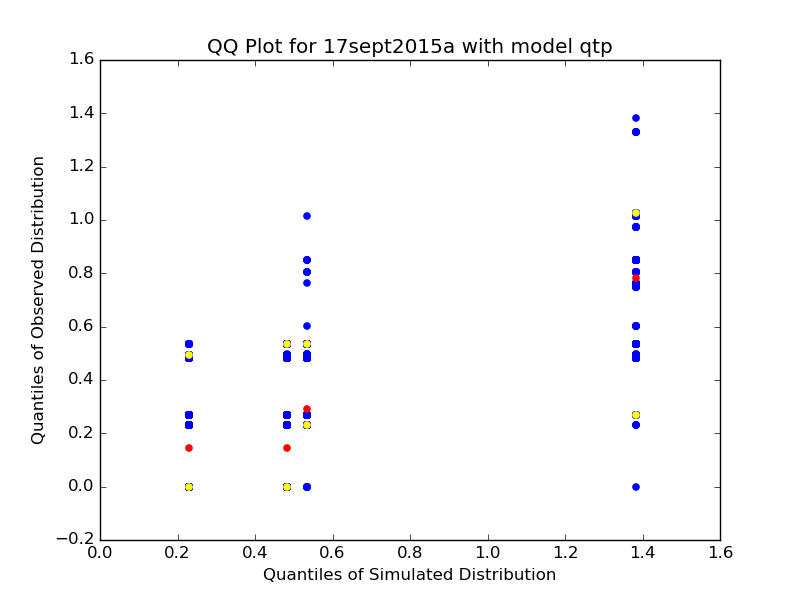 QQ Plot for 17sept2015a with model qtp
1.6
1.4
1.2
1.0
0.8
0.6
0.4
0.2
0.0
−0.2
Quantiles of Observed Distribution
0.0 0.2 0.4 0.6 0.8 1.0 1.2 1.4 1.6
Quantiles of Simulated Distribution